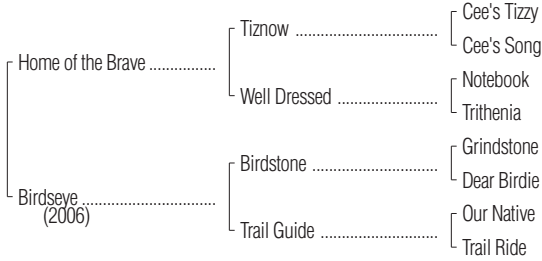 Cee's Tizzy
Tiznow ................................
Cee's Song
Home of the Brave ...............
Notebook
Well Dressed ......................
Trithenia
Grindstone
Birdstone ............................
Dear Birdie
Birdseye ..............................
(2006)
Our Native
Trail Guide ..........................
Trail Ride